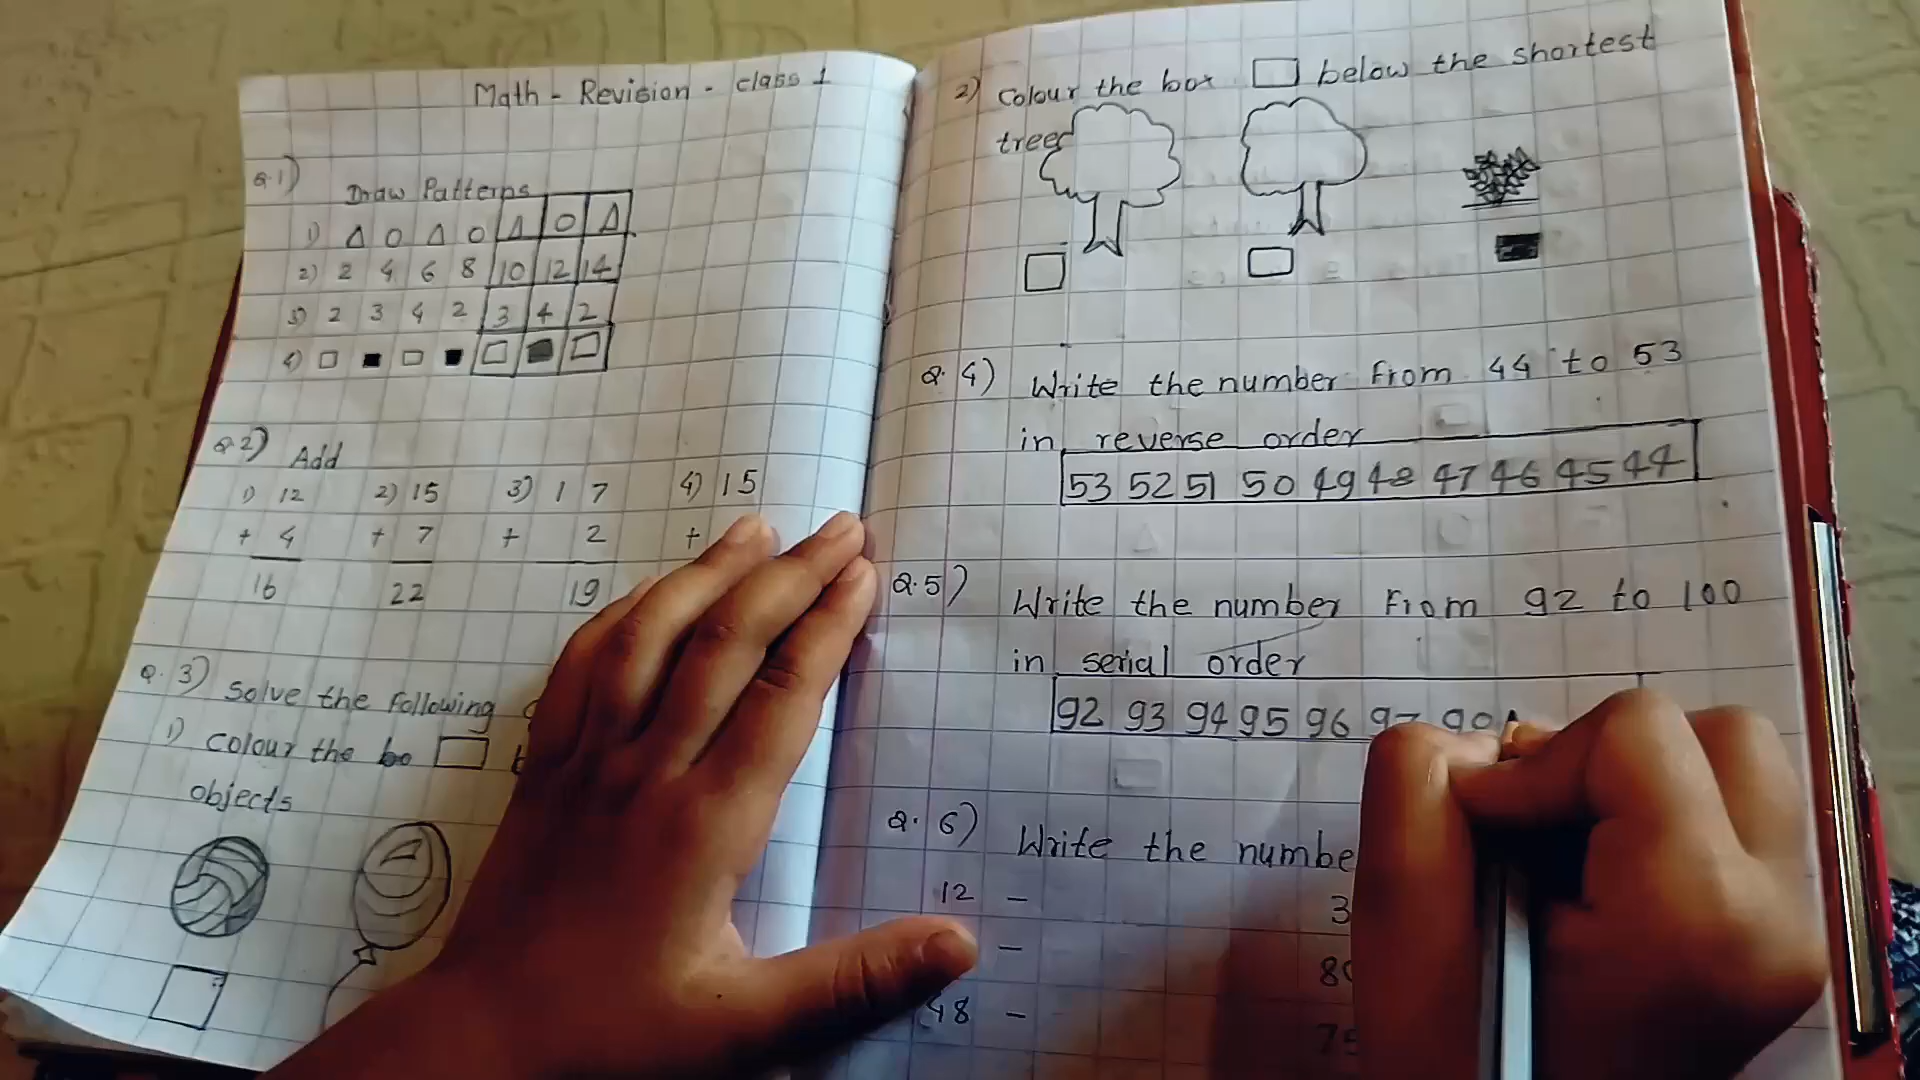 Math - Revision - class 1
Q.1)
Draw Patterns
1) Δ O Δ O Δ O Δ
2) 2 4 6 8 10 12 14
3) 2 3 4 2 3 4 2
4) □ ■ □ ■ □ ■ □
Q.2) Add
1) 12 2) 15 3) 1 7 4) 15
+ 4 + 7 + 2 +
16 22 19
Q. 3) Solve the following
1) colour the bo □
objects
2) Colour the box □ below the shortest
tree
Q. 4) Write the number from 44 to 53
in reverse order
53 52 51 50 49 48 47 46 45 44
Q.5) Write the number From 92 to 100
in serial order
92 93 94 95 96 97
Q. 6) Write the numbe
12 -
-
48 -